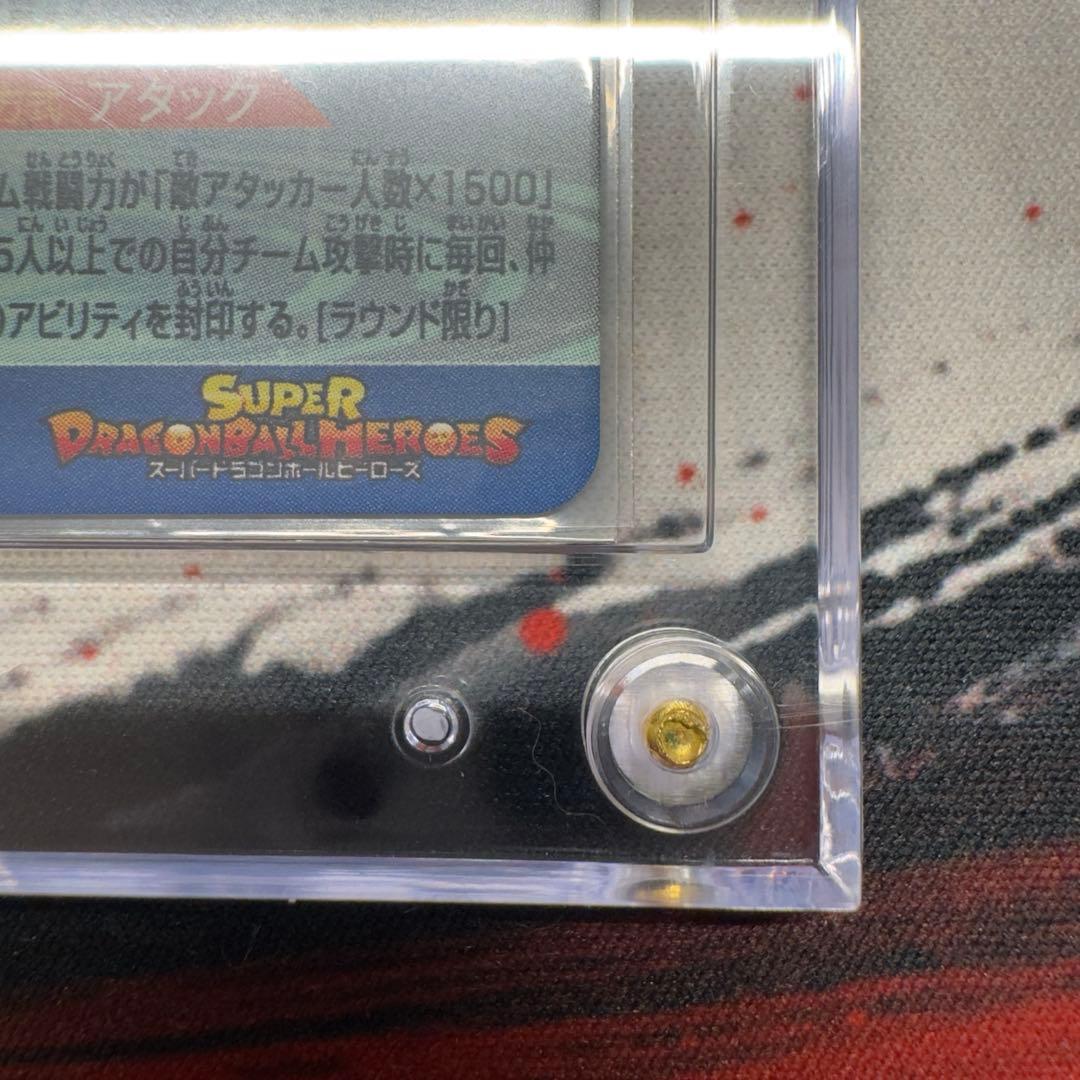 アタック
ム戦闘力が「敵アタッカー人数×1500」
5人以上での自分チーム攻撃時に毎回、仲
アビリティを封印する。[ラウンド限り]
SUPER
DRAGONBALL HEROES
スーパードラゴンボールヒーローズ